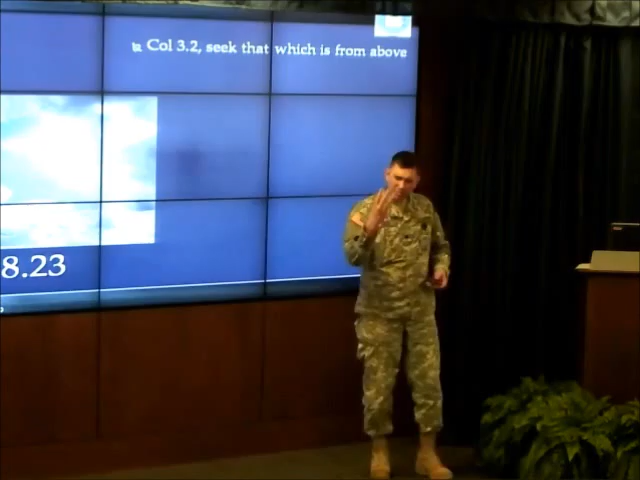 Col 3.2, seek that which is from above
8.23